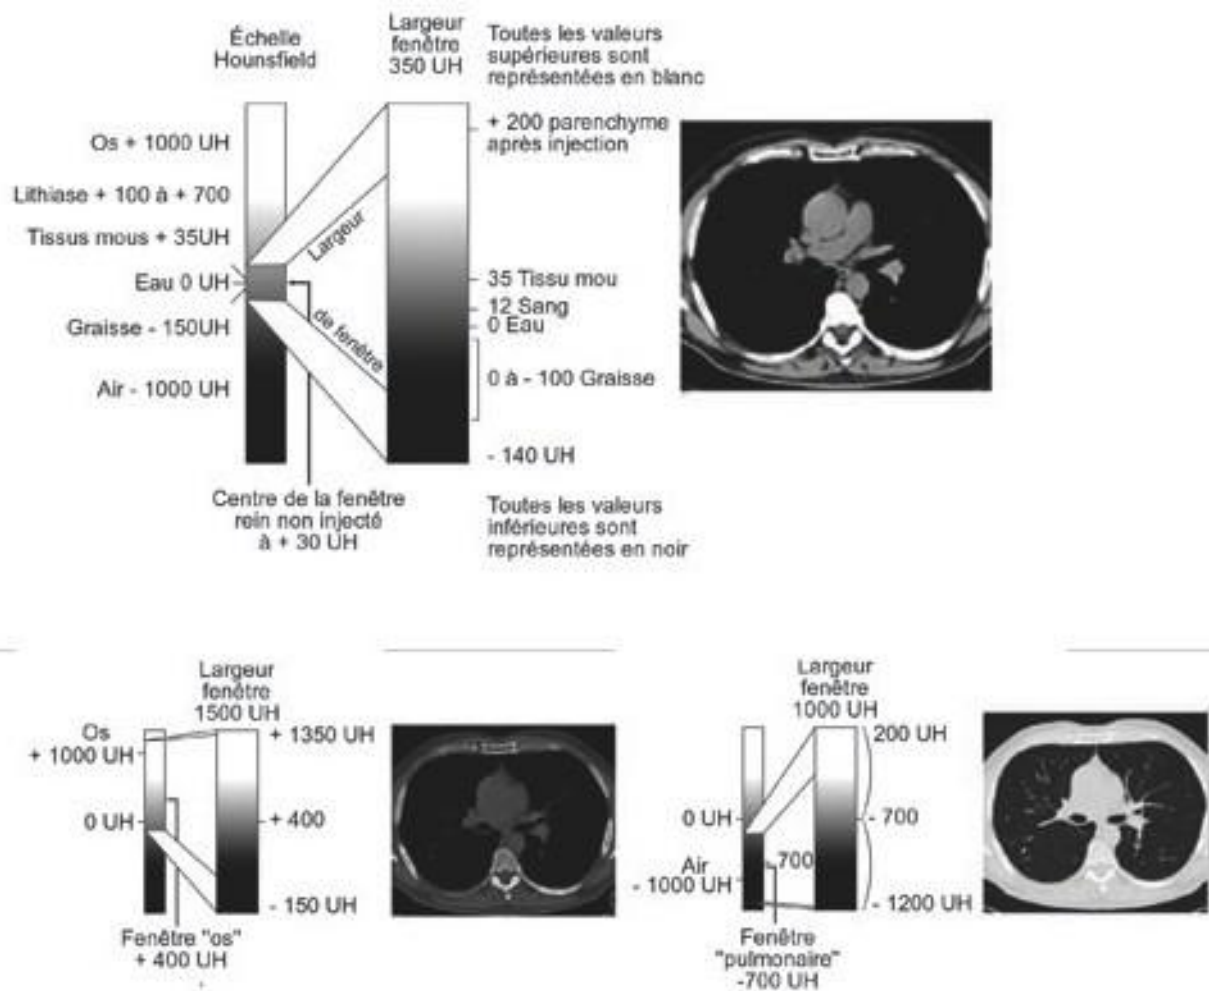 Échelle
Hounsfield
Largeur
fenêtre
350 UH
Toutes les valeurs
supérieures sont
représentées en blanc
Os + 1000 UH
Lithiase + 100 à + 700
Tissus mous + 35UH
Eau 0 UH
Graisse - 150UH
Air - 1000 UH
Largeur
de fenêtre
+ 200 parenchyme
après injection
35 Tissu mou
12 Sang
0 Eau
0 à - 100 Graisse
- 140 UH
Centre de la fenêtre
rein non injecté
à + 30 UH
Toutes les valeurs
inférieures sont
représentées en noir
Largeur
fenêtre
1500 UH
Os
+ 1000 UH
0 UH
+ 1350 UH
+ 400
- 150 UH
Fenêtre "os"
+ 400 UH
Largeur
fenêtre
1000 UH
0 UH
Air
- 1000 UH
200 UH
- 700
-700
- 1200 UH
Fenêtre
"pulmonaire"
-700 UH